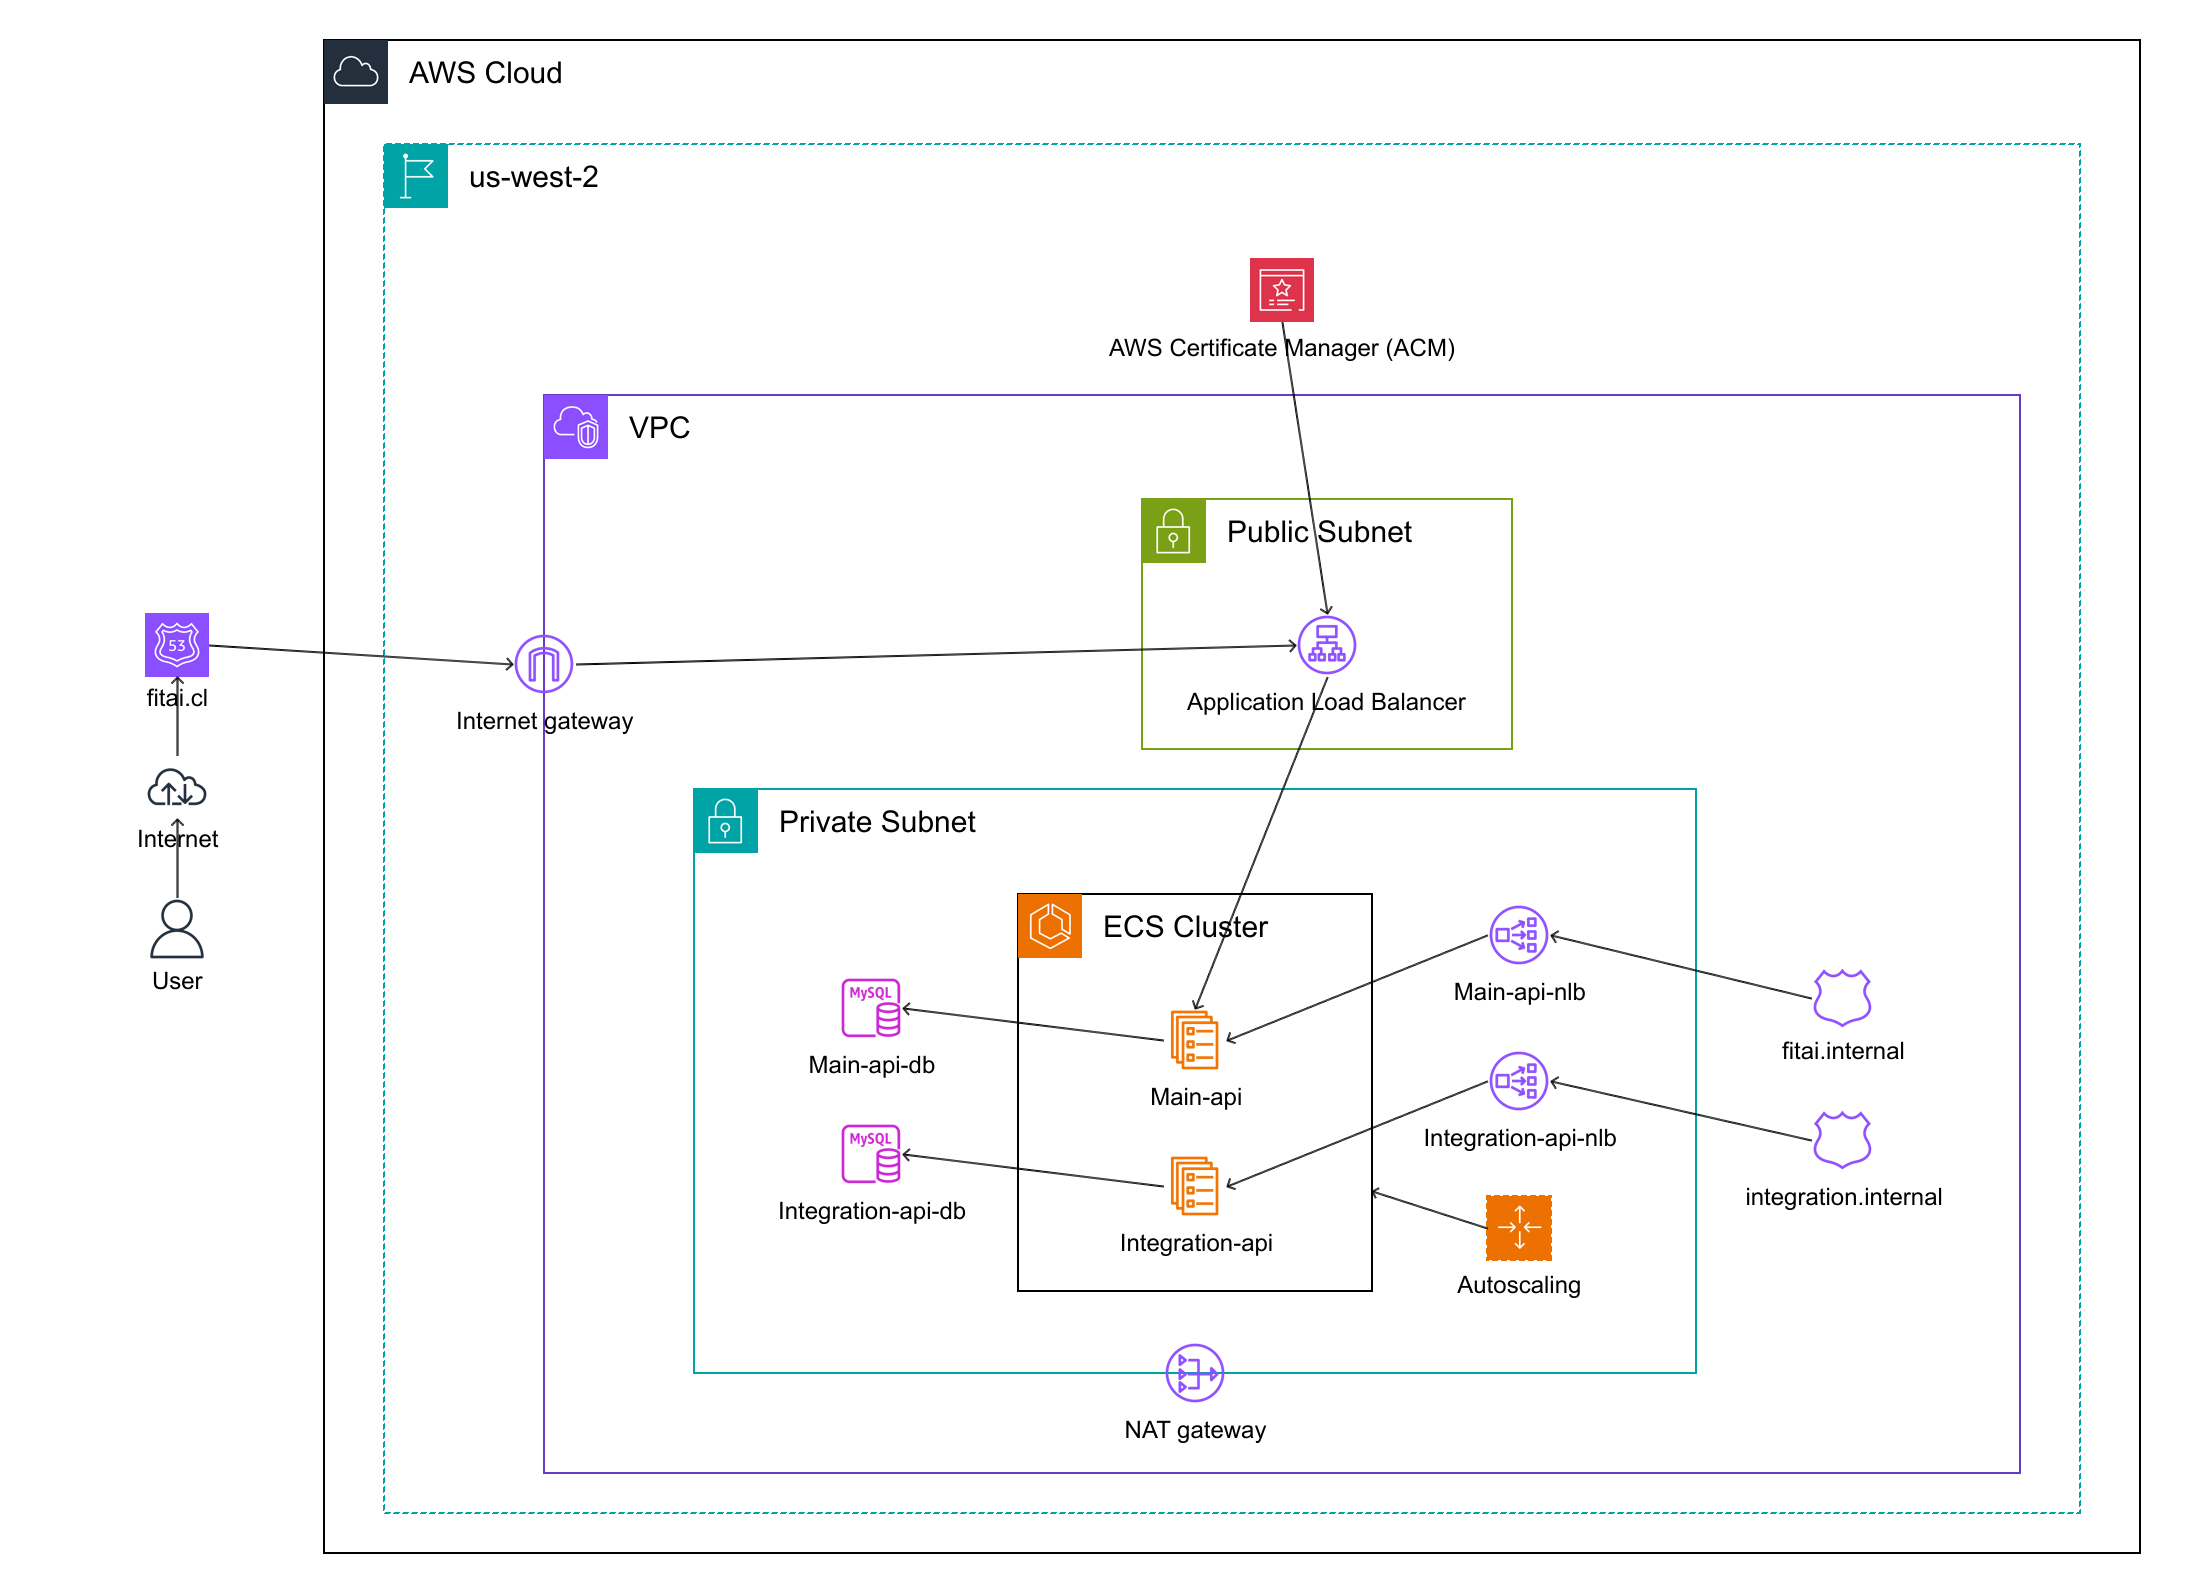 AWS Cloud
us-west-2
AWS Certificate Manager (ACM)
VPC
Public Subnet
53
fitai.cl
Internet gateway
Application Load Balancer
Internet
Private Subnet
User
ECS Cluster
MySQL
Main-api-db
Main-api
Main-api-nlb
fitai.internal
MySQL
Integration-api-db
Integration-api
Integration-api-nlb
integration.internal
Autoscaling
NAT gateway